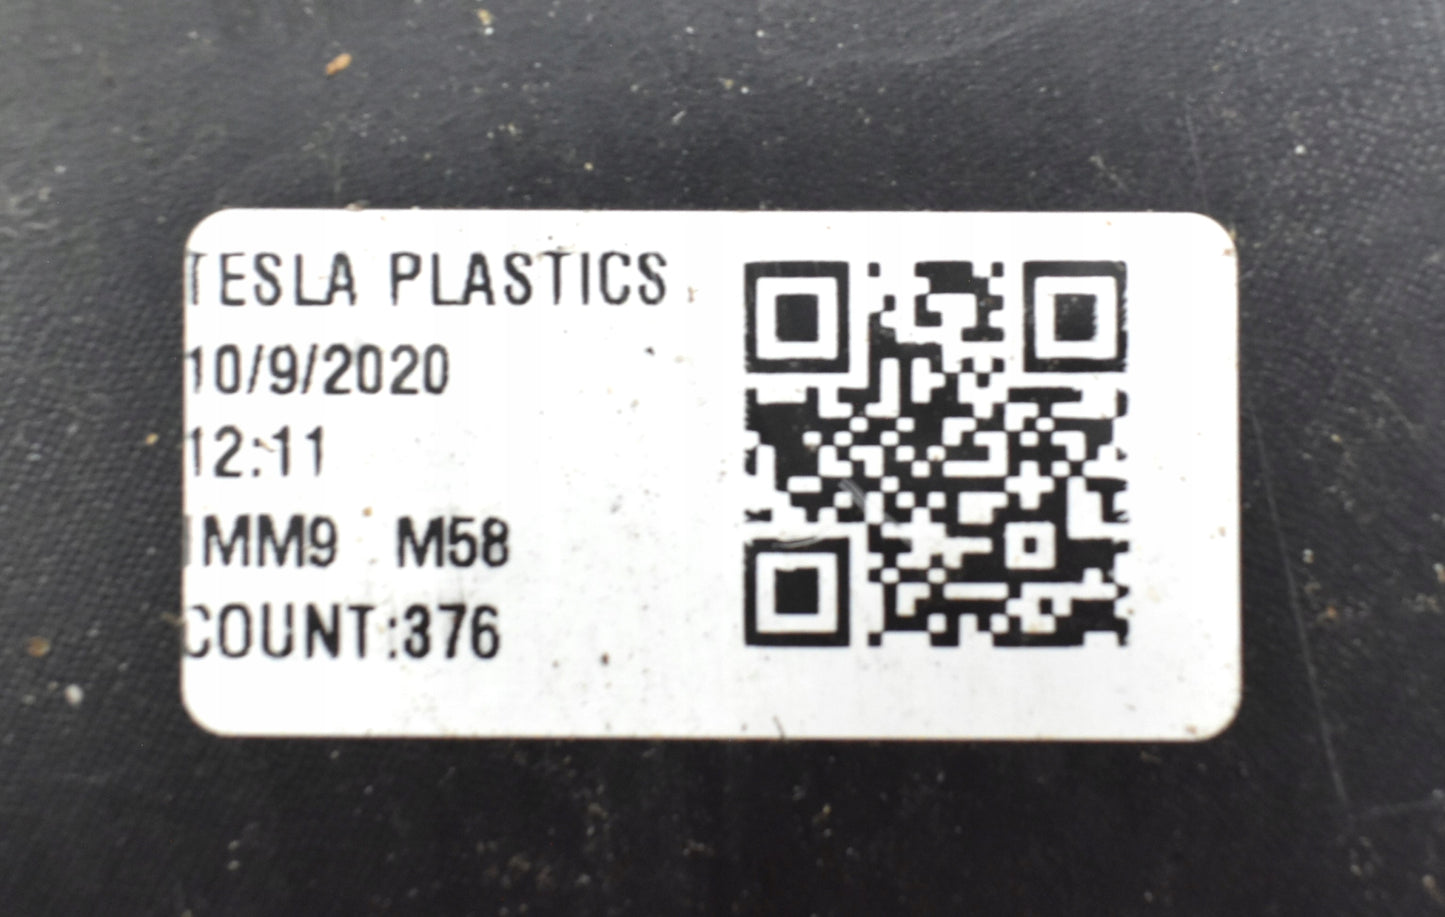 TESLA PLASTICS
10/9/2020
12:11
IMM9 M58
COUNT:376